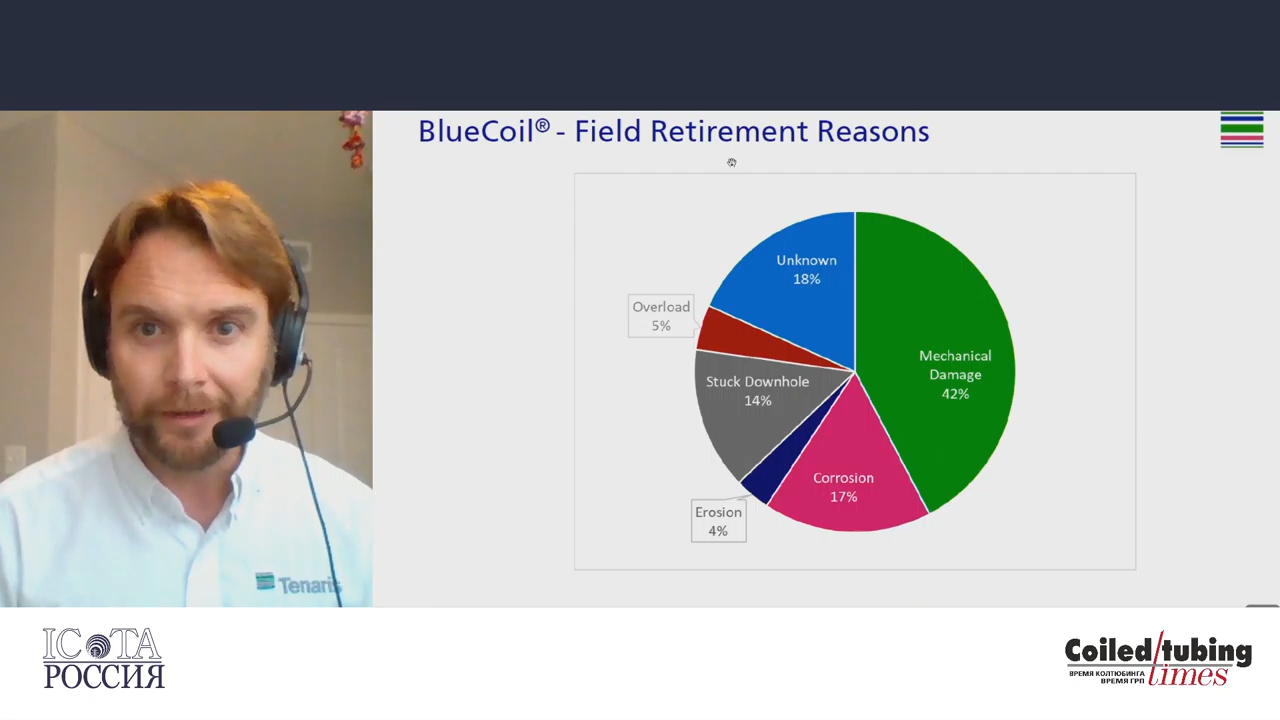 BlueCoil® - Field Retirement Reasons
Unknown
18%
Overload
5%
Mechanical
Damage
42%
Stuck Downhole
14%
Corrosion
17%
Erosion
4%
Tenaris
ICOTA
РОССИЯ
Coiled/tubing
times
ВРЕМЯ КОЛТЮБИНГА
ВРЕМЯ ГРП